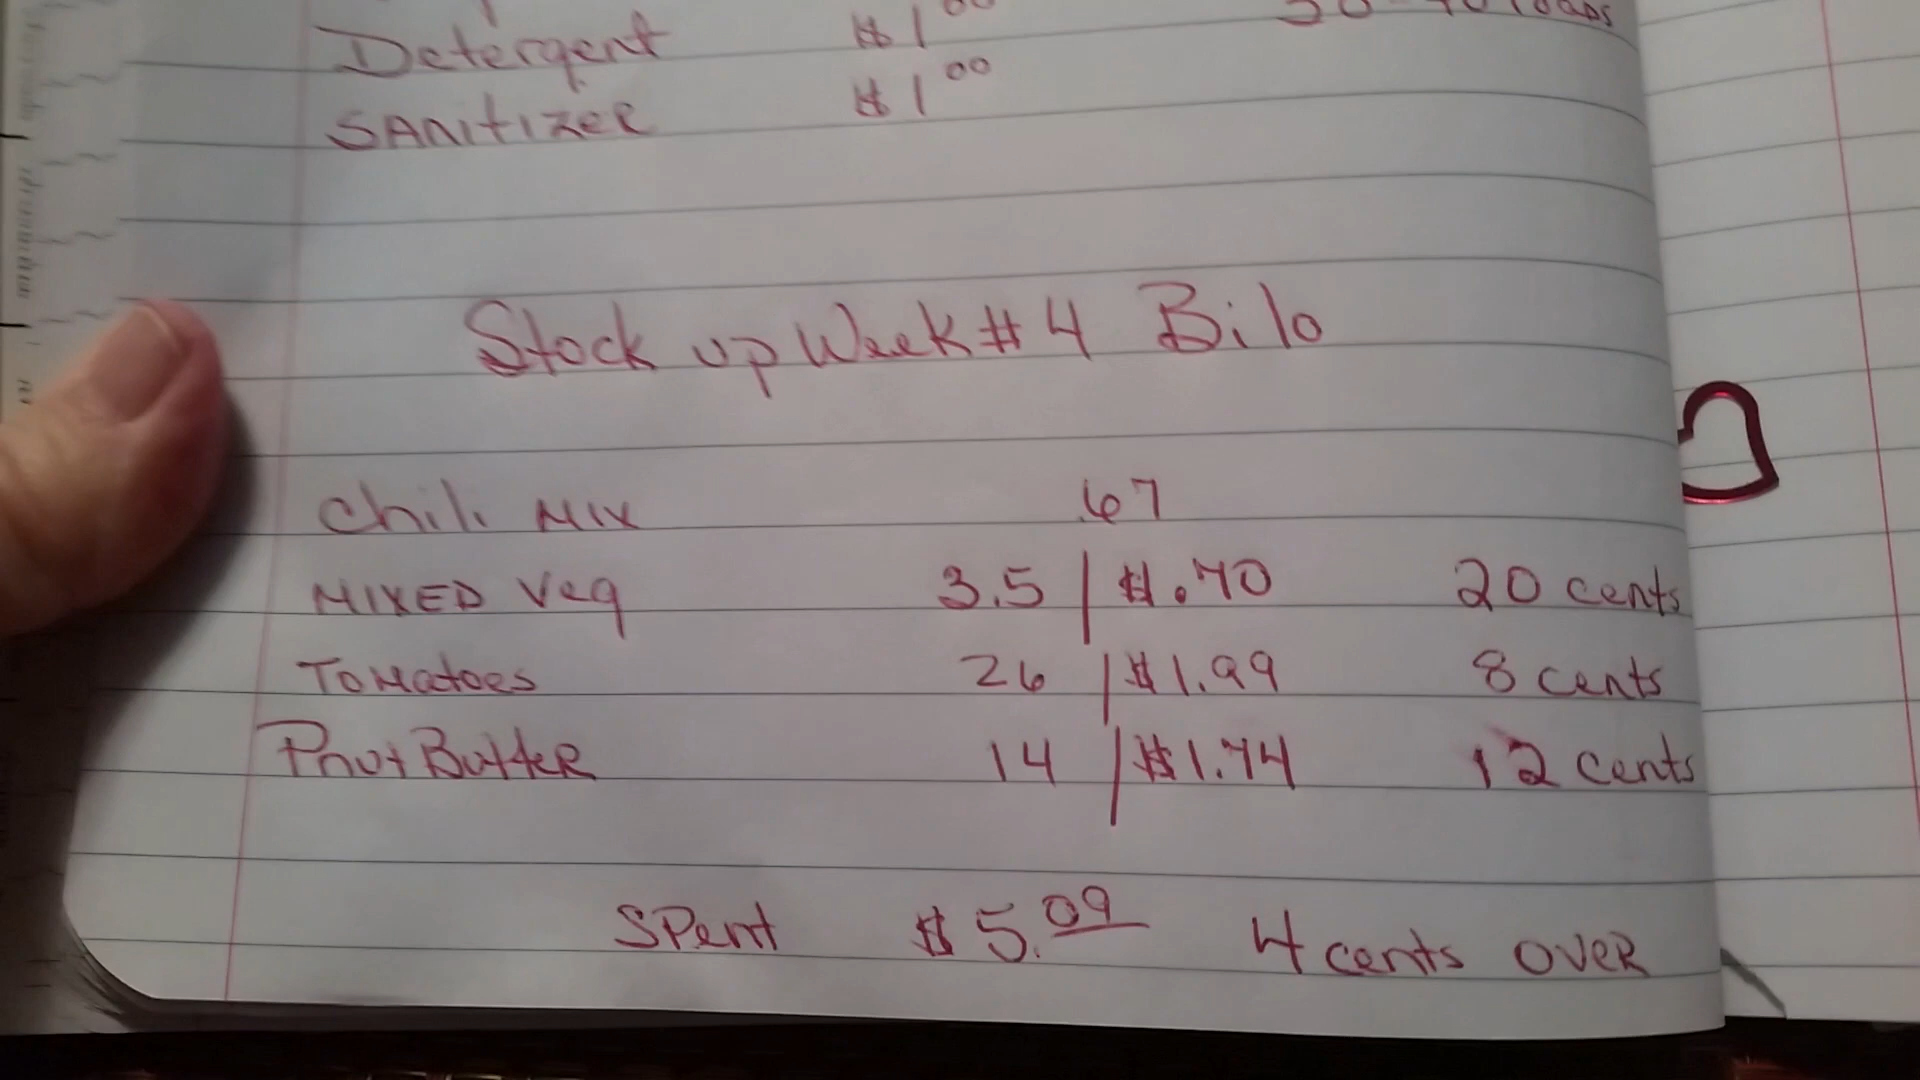 Detergent $1 00
SANitizeR $1 00
Stock up Week #4 Bilo
Chili Mix .67
MIXED Veg 3.5 | $.70 20 cents
Tomatoes 26 | $1.99 8 cents
Pnut Butter 14 | $1.74 12 cents
Spent $5.09 4 cents over